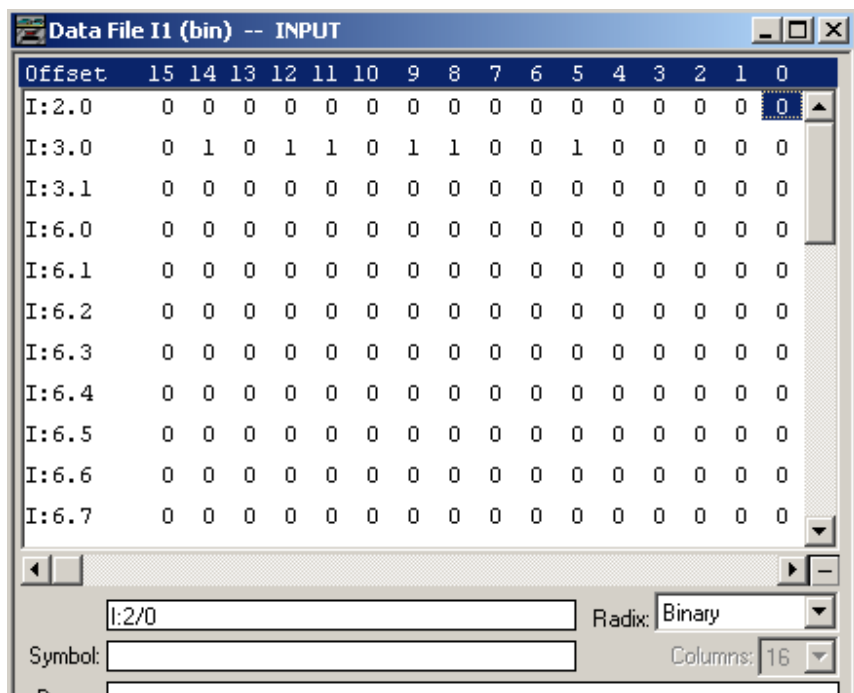 Data File I1 (bin) -- INPUT
Offset 15 14 13 12 11 10 9 8 7 6 5 4 3 2 1 0
I:2.0 0 0 0 0 0 0 0 0 0 0 0 0 0 0 0 0
I:3.0 0 1 0 1 1 0 1 1 0 0 1 0 0 0 0 0
I:3.1 0 0 0 0 0 0 0 0 0 0 0 0 0 0 0 0
I:6.0 0 0 0 0 0 0 0 0 0 0 0 0 0 0 0 0
I:6.1 0 0 0 0 0 0 0 0 0 0 0 0 0 0 0 0
I:6.2 0 0 0 0 0 0 0 0 0 0 0 0 0 0 0 0
I:6.3 0 0 0 0 0 0 0 0 0 0 0 0 0 0 0 0
I:6.4 0 0 0 0 0 0 0 0 0 0 0 0 0 0 0 0
I:6.5 0 0 0 0 0 0 0 0 0 0 0 0 0 0 0 0
I:6.6 0 0 0 0 0 0 0 0 0 0 0 0 0 0 0 0
I:6.7 0 0 0 0 0 0 0 0 0 0 0 0 0 0 0 0
I:2/0 Radix: Binary
Symbol: Columns: 16